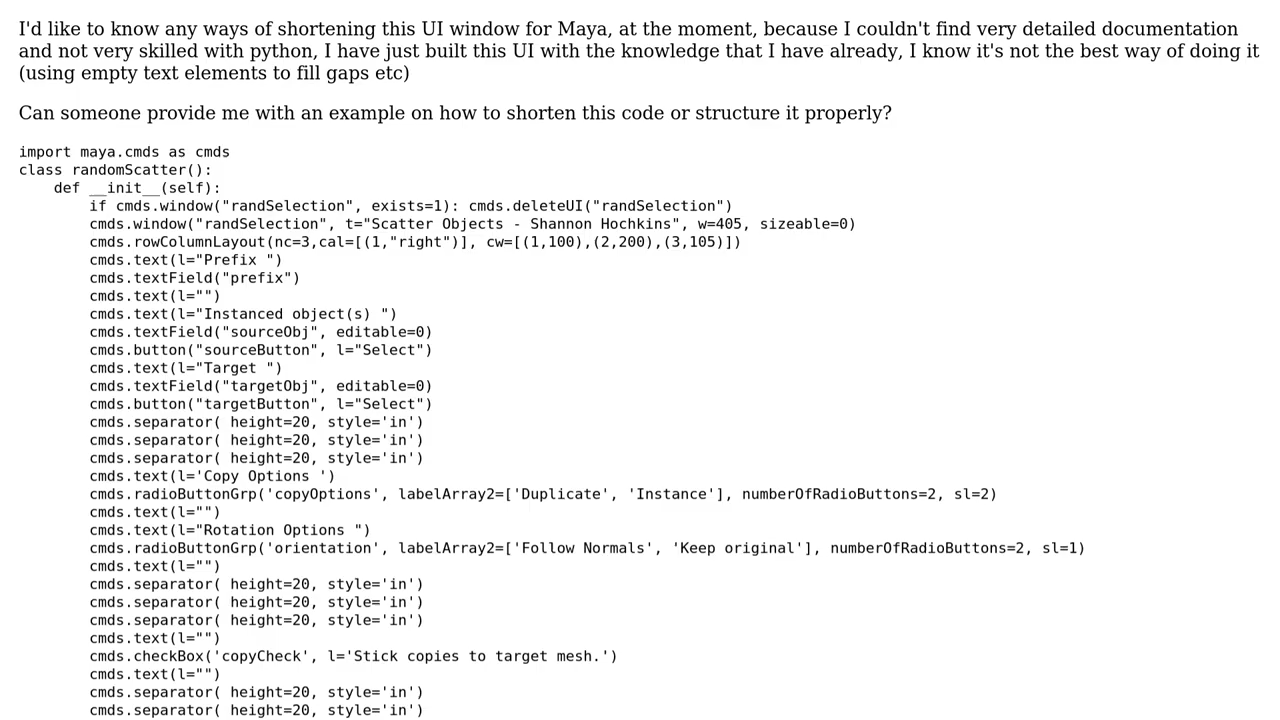 I'd like to know any ways of shortening this UI window for Maya, at the moment, because I couldn't find very detailed documentation
and not very skilled with python, I have just built this UI with the knowledge that I have already, I know it's not the best way of doing it
(using empty text elements to fill gaps etc)
Can someone provide me with an example on how to shorten this code or structure it properly?
import maya.cmds as cmds
class randomScatter():
    def __init__(self):
        if cmds.window("randSelection", exists=1): cmds.deleteUI("randSelection")
        cmds.window("randSelection", t="Scatter Objects - Shannon Hochkins", w=405, sizeable=0)
        cmds.rowColumnLayout(nc=3,cal=[(1,"right")], cw=[(1,100),(2,200),(3,105)])
        cmds.text(l="Prefix ")
        cmds.textField("prefix")
        cmds.text(l="")
        cmds.text(l="Instanced object(s) ")
        cmds.textField("sourceObj", editable=0)
        cmds.button("sourceButton", l="Select")
        cmds.text(l="Target ")
        cmds.textField("targetObj", editable=0)
        cmds.button("targetButton", l="Select")
        cmds.separator( height=20, style='in')
        cmds.separator( height=20, style='in')
        cmds.separator( height=20, style='in')
        cmds.text(l='Copy Options ')
        cmds.radioButtonGrp('copyOptions', labelArray2=['Duplicate', 'Instance'], numberOfRadioButtons=2, sl=2)
        cmds.text(l="")
        cmds.text(l="Rotation Options ")
        cmds.radioButtonGrp('orientation', labelArray2=['Follow Normals', 'Keep original'], numberOfRadioButtons=2, sl=1)
        cmds.text(l="")
        cmds.separator( height=20, style='in')
        cmds.separator( height=20, style='in')
        cmds.separator( height=20, style='in')
        cmds.text(l="")
        cmds.checkBox('copyCheck', l='Stick copies to target mesh.')
        cmds.text(l="")
        cmds.separator( height=20, style='in')
        cmds.separator( height=20, style='in')